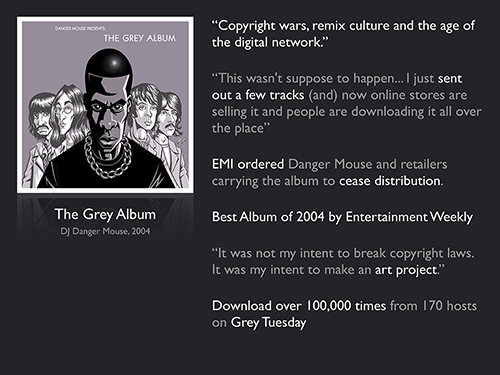 DANGER MOUSE PRESENTS:
THE GREY ALBUM
The Grey Album
DJ Danger Mouse, 2004
“Copyright wars, remix culture and the age of
the digital network.”
“This wasn't suppose to happen... I just sent
out a few tracks (and) now online stores are
selling it and people are downloading it all over
the place”
EMI ordered Danger Mouse and retailers
carrying the album to cease distribution.
Best Album of 2004 by Entertainment Weekly
“It was not my intent to break copyright laws.
It was my intent to make an art project.”
Download over 100,000 times from 170 hosts
on Grey Tuesday